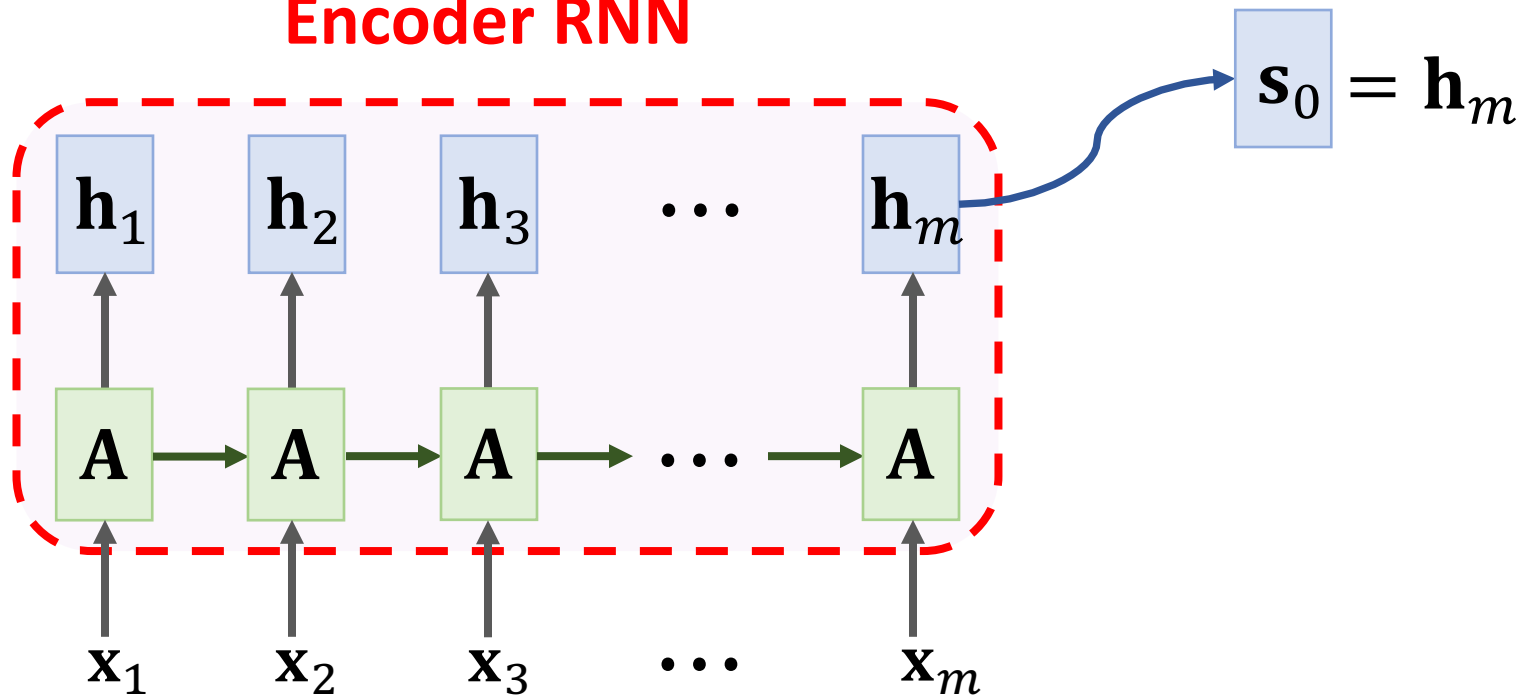 Encoder RNN
s₀ = hₘ
h₁ h₂ h₃ ⋯ hₘ
A A A ⋯ A
x₁ x₂ x₃ ⋯ xₘ